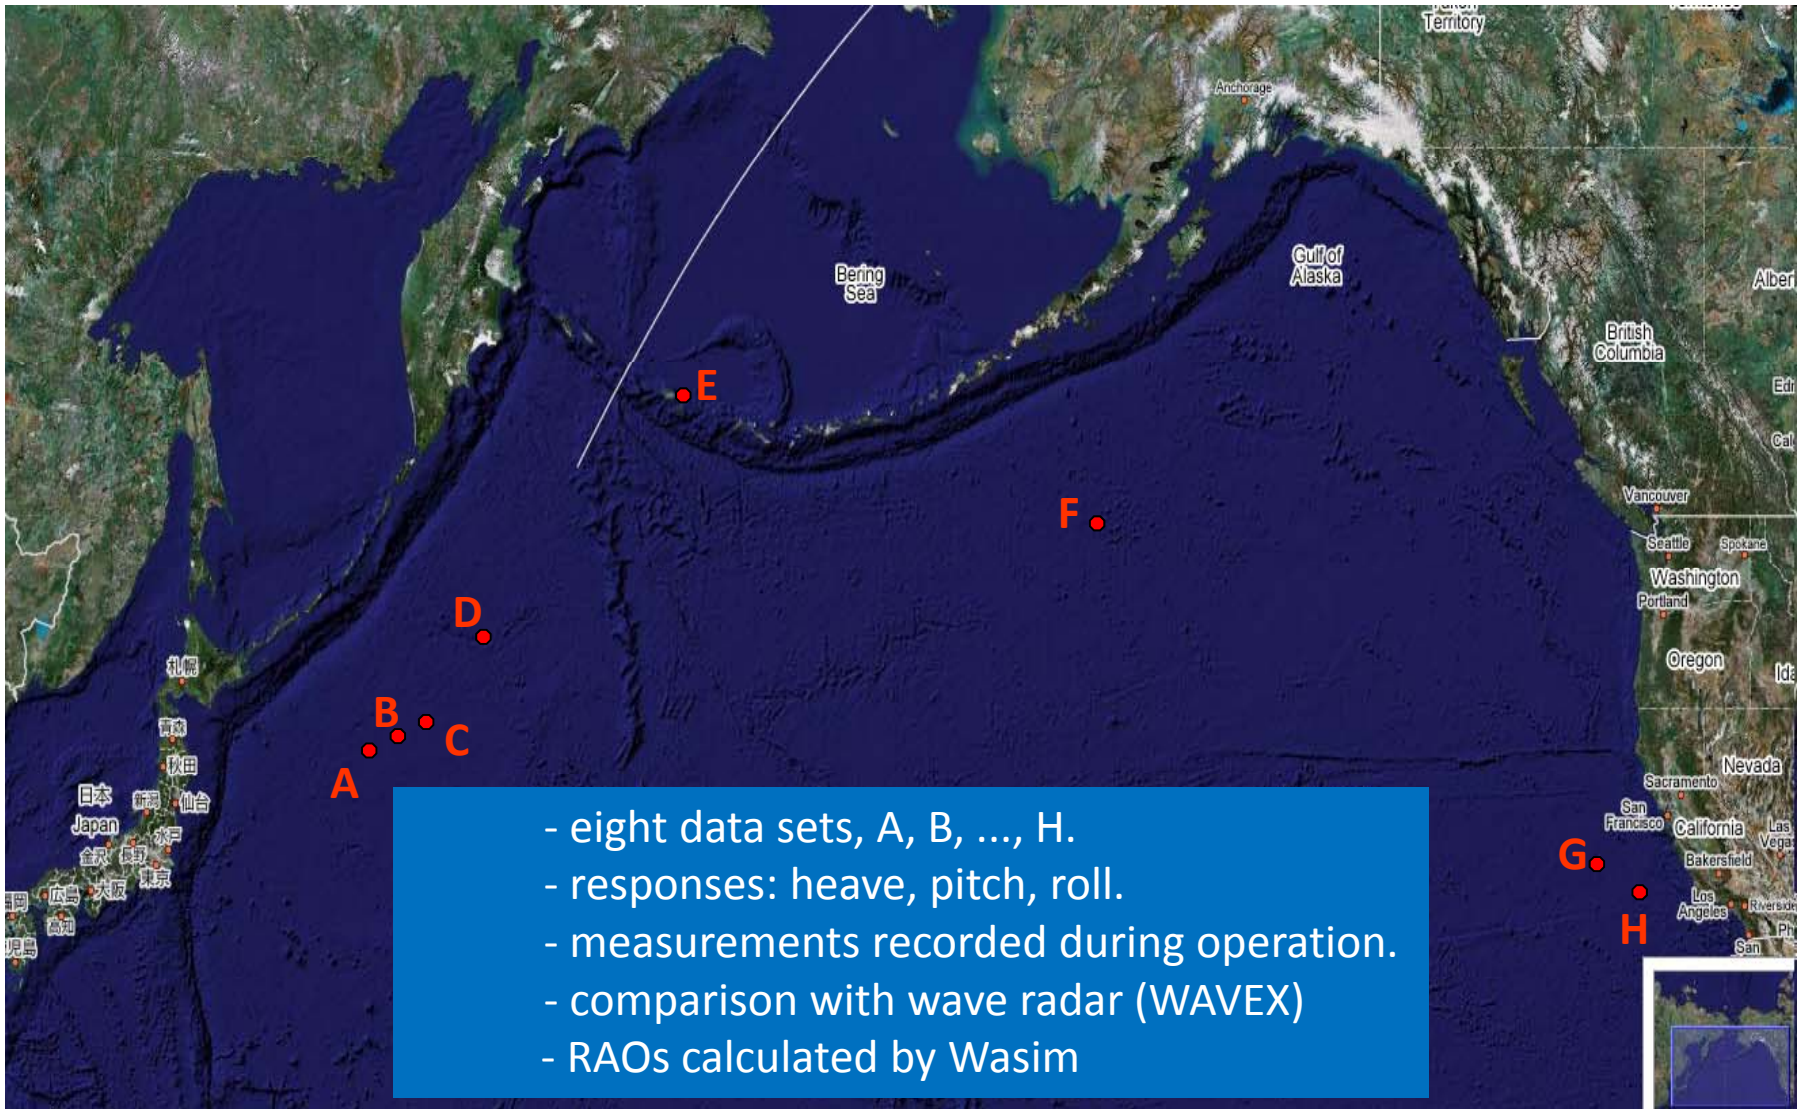 Territory
Anchorage
Gulf of
Alaska
Bering
Sea
British
Columbia
E
Vancouver
F
Seattle
Spokane
Washington
Portland
D
Oregon
札幌
B
C
青森
A
秋田
Nevada
日本
Japan
新潟
仙台
Sacramento
San
Francisco
California
Las
水戸
金沢
長野
東京
G
Bakersfield
広島
大阪
Los
Angeles
Riverside
高知
H
San
- eight data sets, A, B, ..., H.
- responses: heave, pitch, roll.
- measurements recorded during operation.
- comparison with wave radar (WAVEX)
- RAOs calculated by Wasim